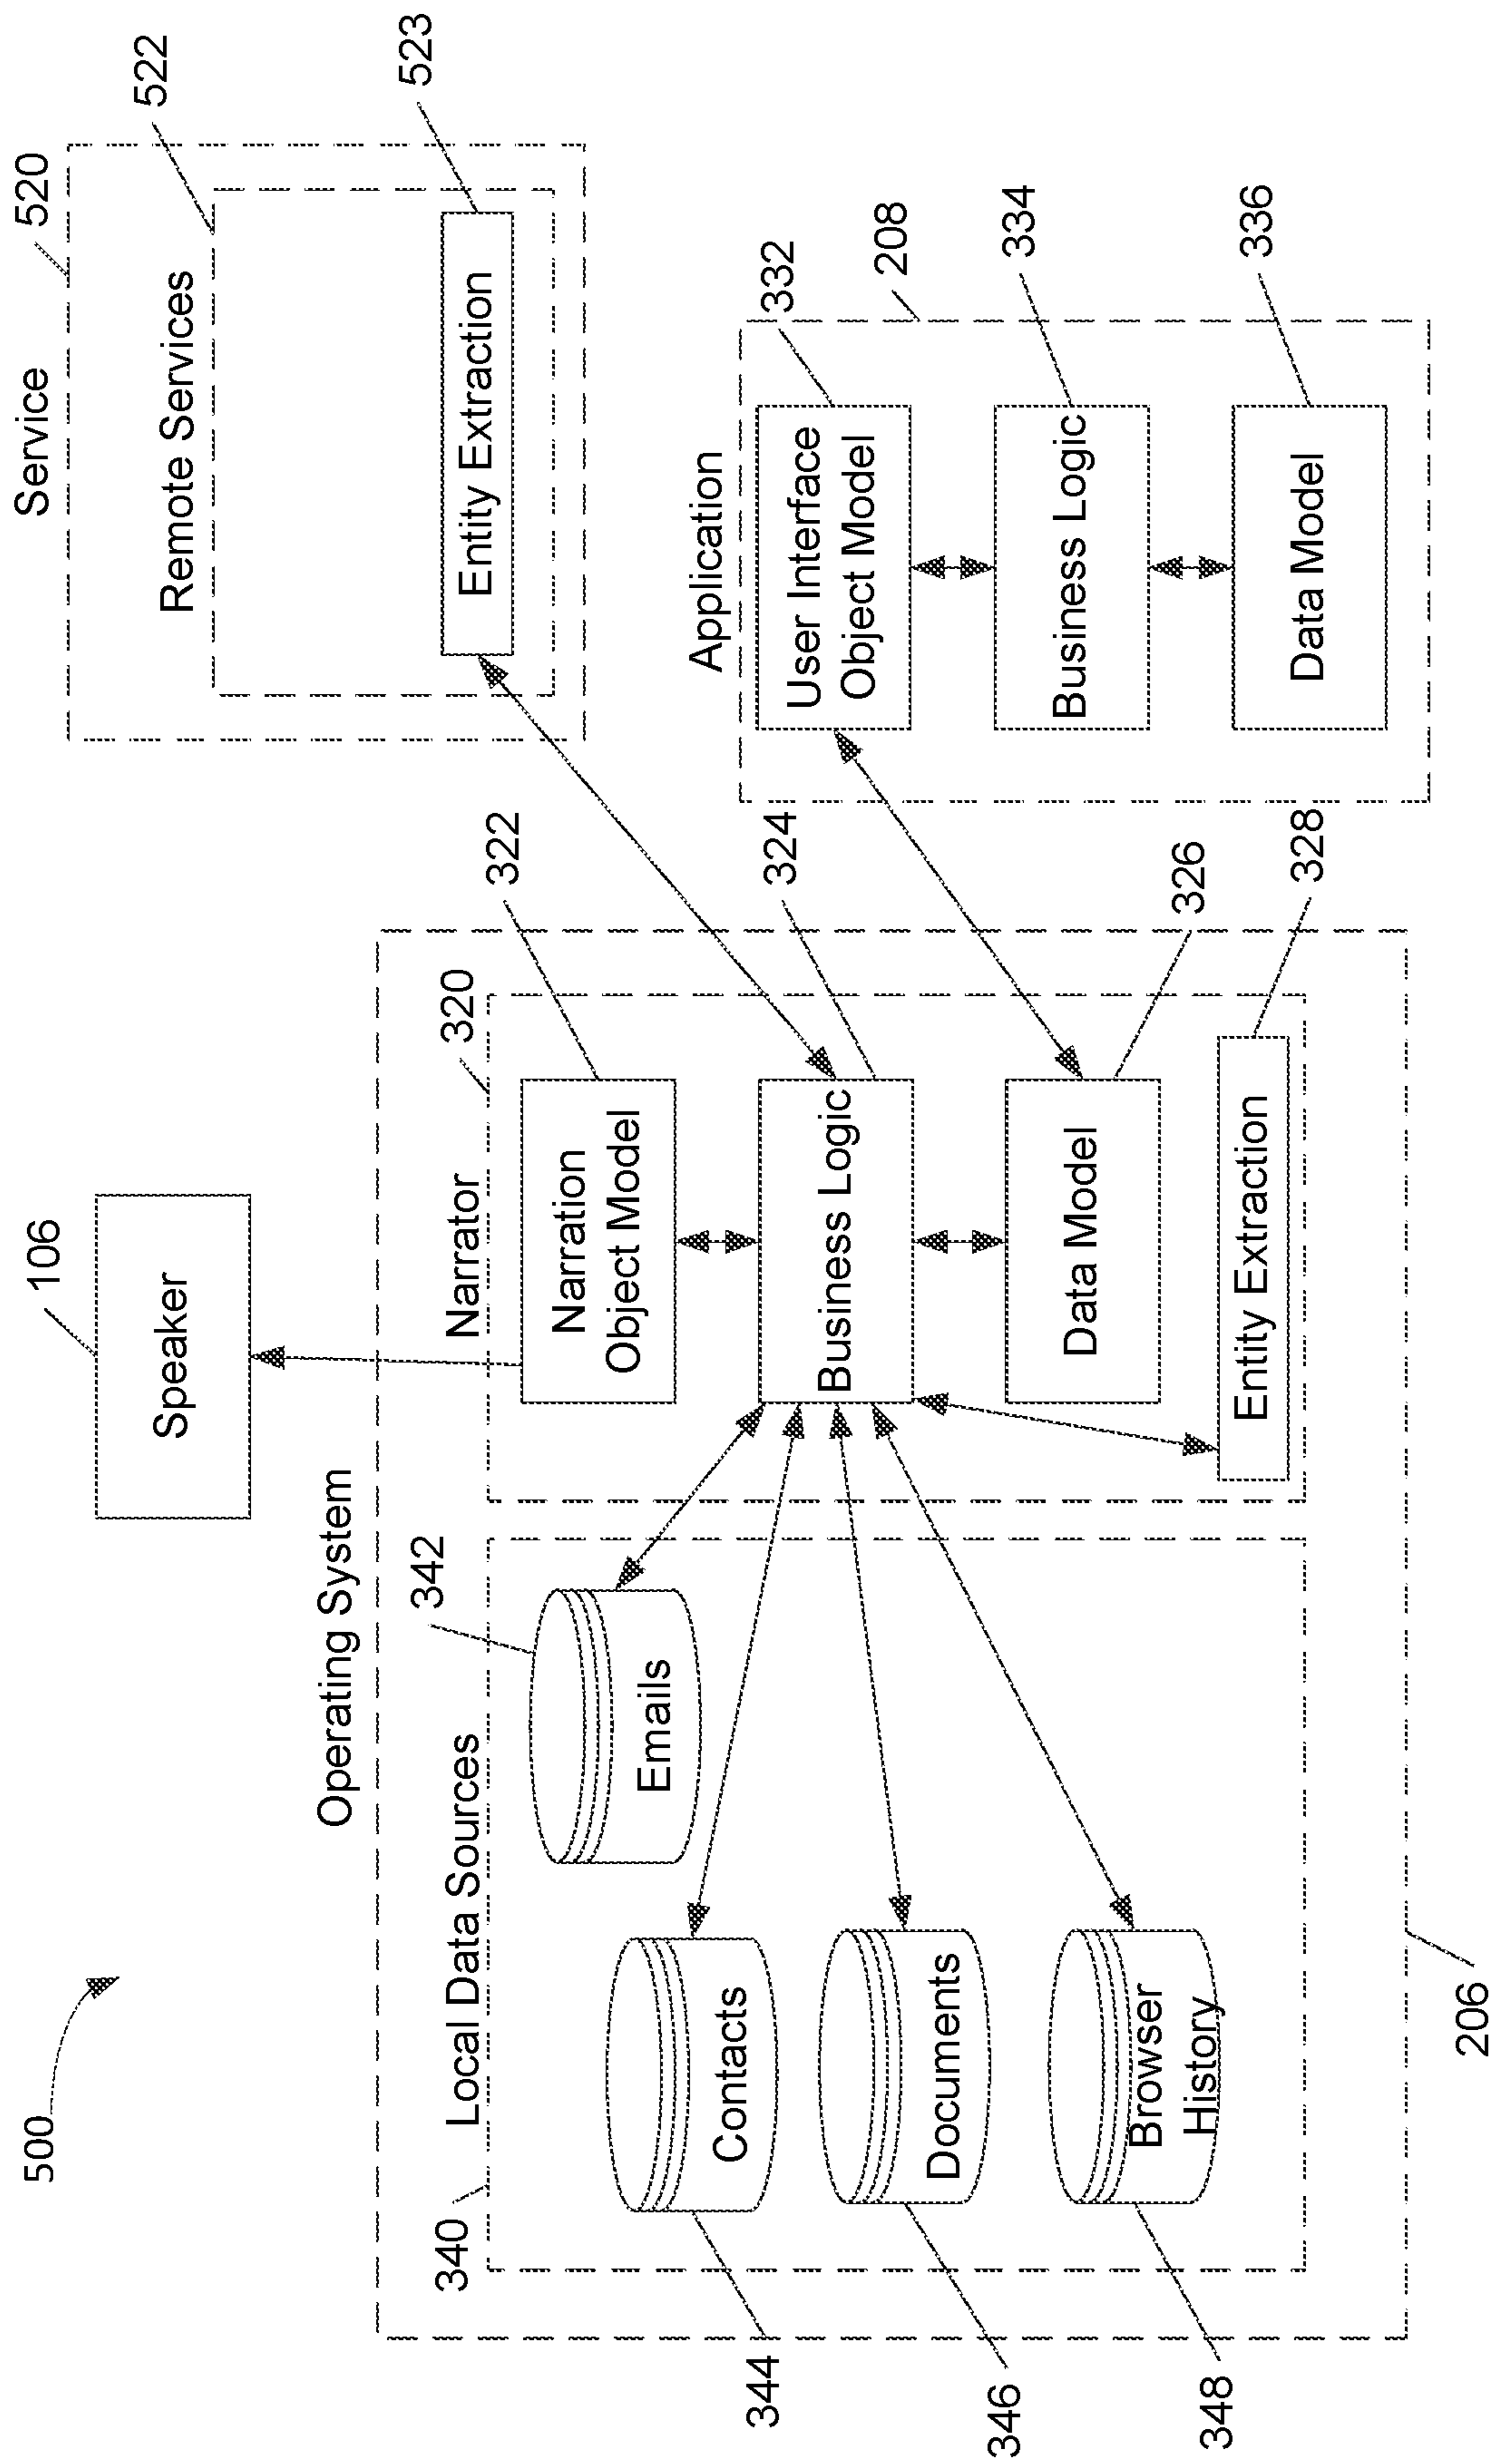 500
Speaker
106
Service
520
Remote Services
522
Entity Extraction
523
Operating System
206
Local Data Sources
340
Emails
342
Contacts
344
Documents
346
Browser
History
348
Narrator
320
Narration
Object Model
322
Business Logic
324
Data Model
326
Entity Extraction
328
Application
208
User Interface
Object Model
332
Business Logic
334
Data Model
336